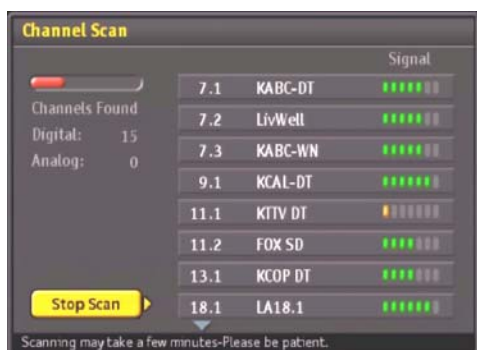 Channel Scan
Signal
Channels Found
Digital: 15
Analog: 0
7.1 KABC-DT
7.2 LivWell
7.3 KABC-WN
9.1 KCAL-DT
11.1 KTTV DT
11.2 FOX SD
13.1 KCOP DT
18.1 LA18.1
Stop Scan
Scanning may take a few minutes-Please be patient.